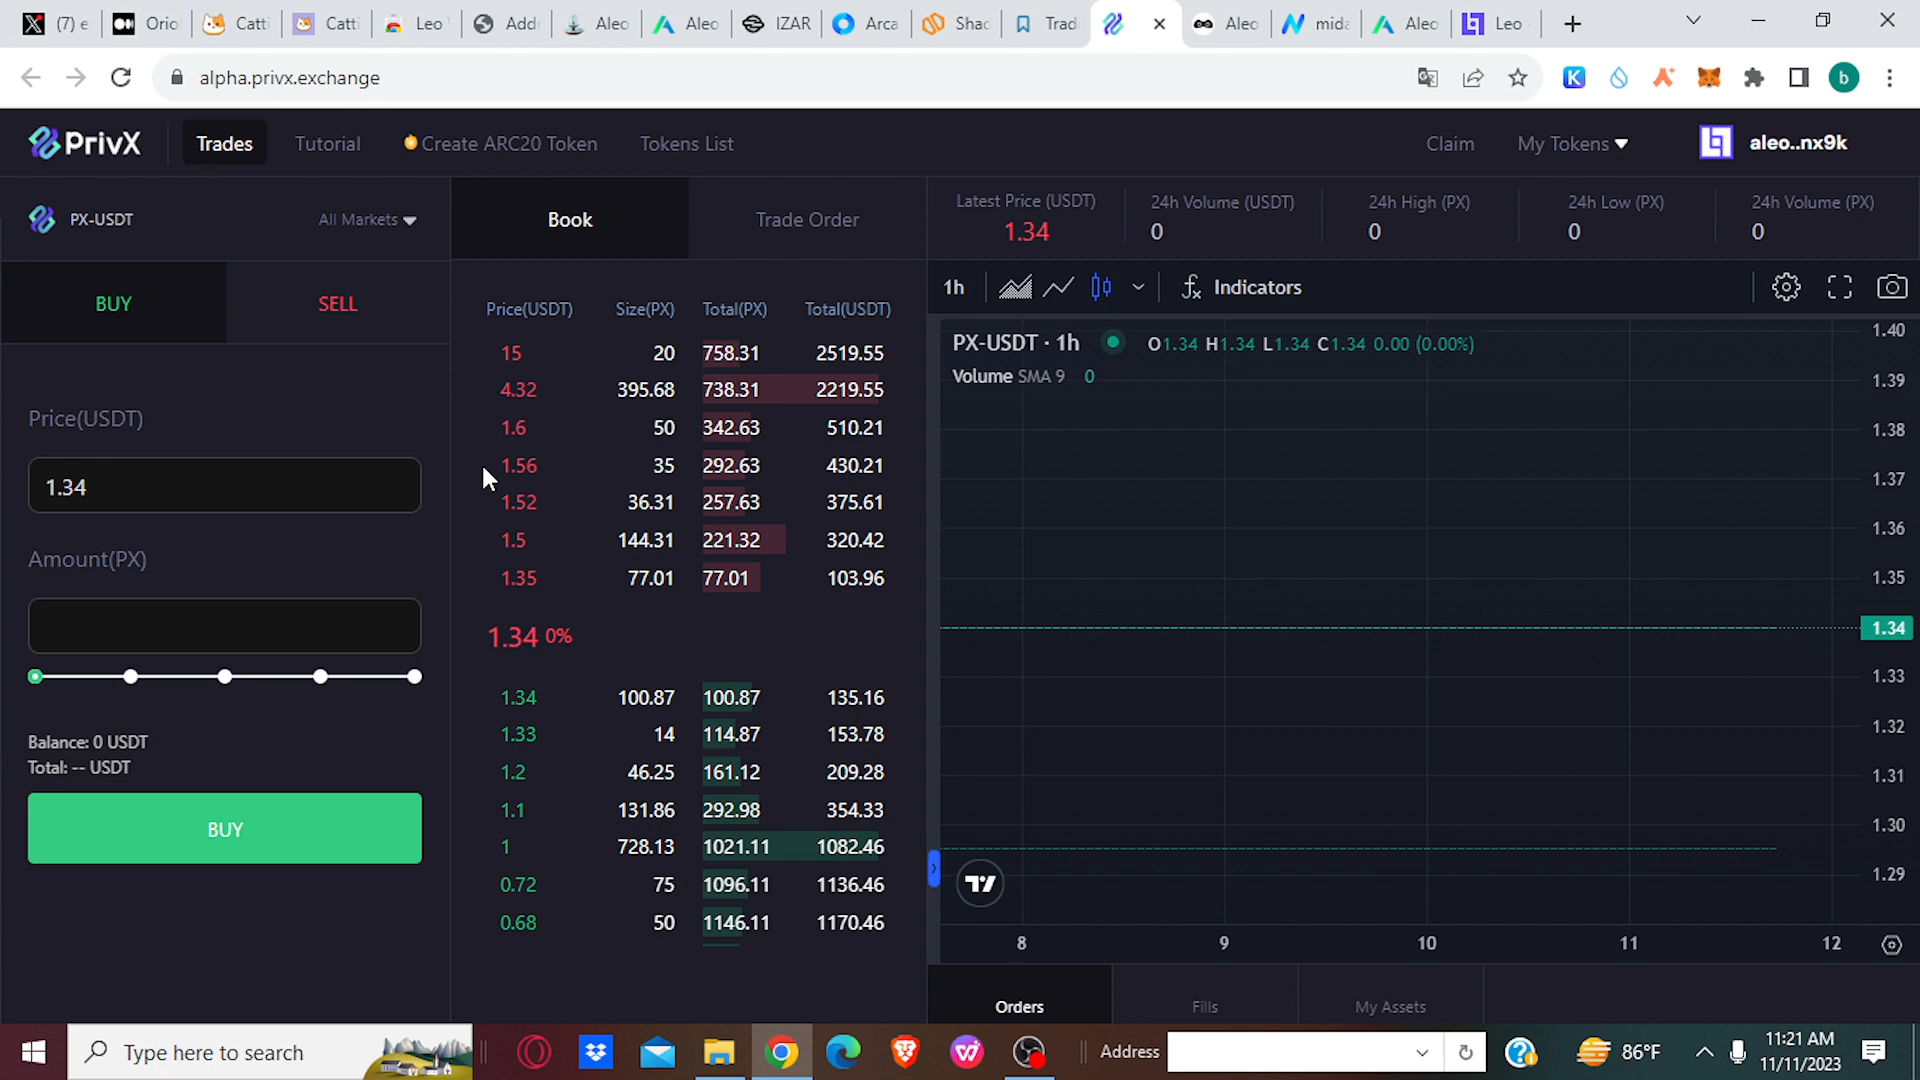 (7) e
Orio
Catti
Catti
Leo
Addr
Aleo
Aleo
IZAR
Arca
Shac
Tradi
Aleo
mida
Aleo
Leo
alpha.privx.exchange
PrivX
Trades
Tutorial
Create ARC20 Token
Tokens List
Claim
My Tokens
aleo..nx9k
PX-USDT
All Markets
BUY
SELL
Price(USDT)
1.34
Amount(PX)
Balance: 0 USDT
Total: -- USDT
BUY
Book
Trade Order
Price(USDT) Size(PX) Total(PX) Total(USDT)
15 20 758.31 2519.55
4.32 395.68 738.31 2219.55
1.6 50 342.63 510.21
1.56 35 292.63 430.21
1.52 36.31 257.63 375.61
1.5 144.31 221.32 320.42
1.35 77.01 77.01 103.96
1.34 0%
1.34 100.87 100.87 135.16
1.33 14 114.87 153.78
1.2 46.25 161.12 209.28
1.1 131.86 292.98 354.33
1 728.13 1021.11 1082.46
0.72 75 1096.11 1136.46
0.68 50 1146.11 1170.46
Latest Price (USDT)
1.34
24h Volume (USDT)
0
24h High (PX)
0
24h Low (PX)
0
24h Volume (PX)
0
1h
Indicators
PX-USDT · 1h
O1.34 H1.34 L1.34 C1.34 0.00 (0.00%)
Volume SMA 9 0
1.40
1.39
1.38
1.37
1.36
1.35
1.34
1.33
1.32
1.31
1.30
1.29
8 9 10 11 12
Orders
Fills
My Assets
Type here to search
Address
86°F
11:21 AM
11/11/2023